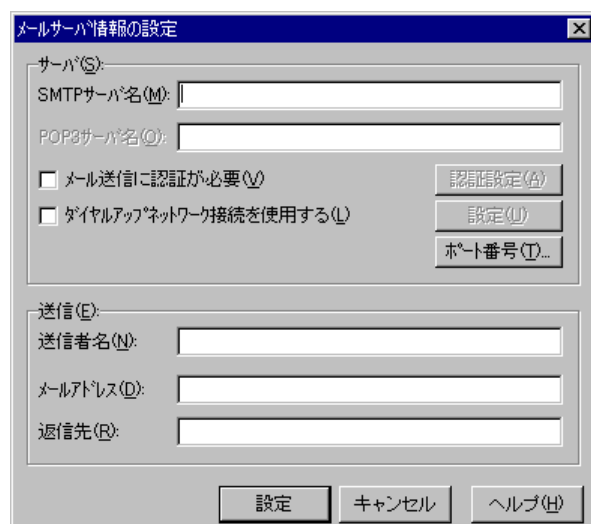 メールサーバ情報の設定
サーバ(S):
SMTPサーバ名(M):
POP3サーバ名(O):
メール送信に認証が必要(V)
認証設定(A)
ダイヤルアップネットワーク接続を使用する(L)
設定(U)
ポート番号(T)...
送信(E):
送信者名(N):
メールアドレス(D):
返信先(R):
設定
キャンセル
ヘルプ(H)